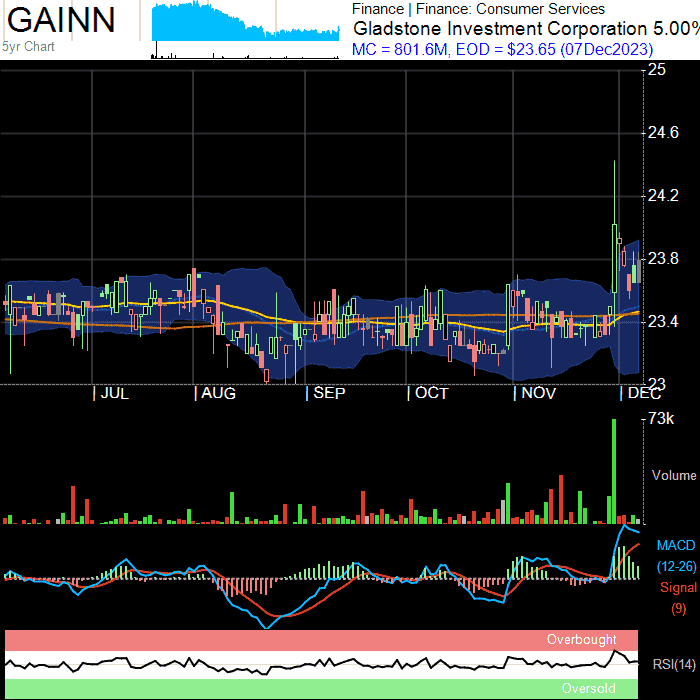 GAINN
5yr Chart
Finance | Finance: Consumer Services
Gladstone Investment Corporation 5.00%
MC = 801.6M, EOD = $23.65 (07Dec2023)
25
24.6
24.2
23.8
23.4
23
| JUL | AUG | SEP | OCT | NOV | DEC
73k
Volume
MACD
(12-26)
Signal
(9)
Overbought
RSI(14)
Oversold